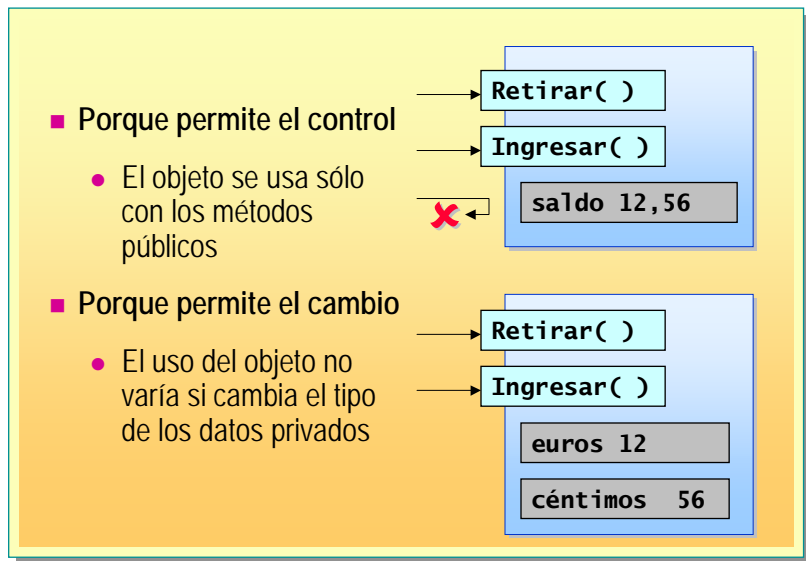 Porque permite el control
El objeto se usa sólo
con los métodos
públicos
Retirar( )
Ingresar( )
saldo 12,56
Porque permite el cambio
El uso del objeto no
varía si cambia el tipo
de los datos privados
Retirar( )
Ingresar( )
euros 12
céntimos 56